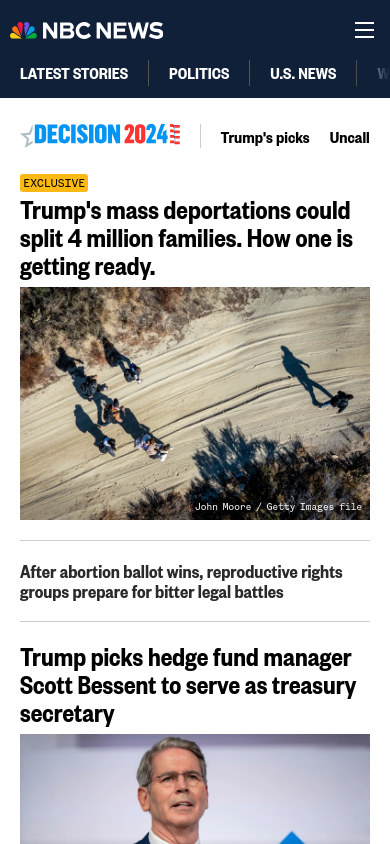 NBC NEWS
LATEST STORIES
POLITICS
U.S. NEWS
DECISION 2024
Trump's picks
Uncall
EXCLUSIVE
Trump's mass deportations could
split 4 million families. How one is
getting ready.
John Moore / Getty Images file
After abortion ballot wins, reproductive rights
groups prepare for bitter legal battles
Trump picks hedge fund manager
Scott Bessent to serve as treasury
secretary